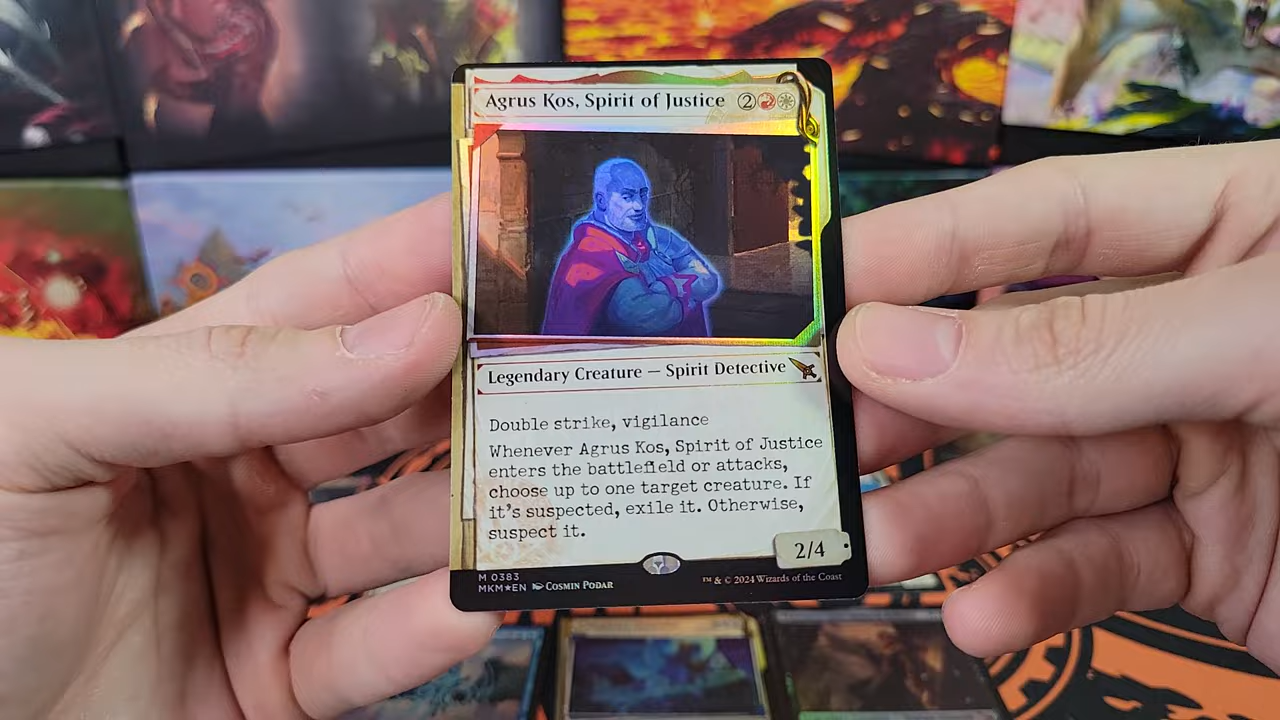 Agrus Kos, Spirit of Justice 2
Legendary Creature — Spirit Detective
Double strike, vigilance
Whenever Agrus Kos, Spirit of Justice
enters the battlefield or attacks,
choose up to one target creature. If
it's suspected, exile it. Otherwise,
suspect it.
2/4
M 0383
MKM★EN Cosmin Podar
™ & © 2024 Wizards of the Coast